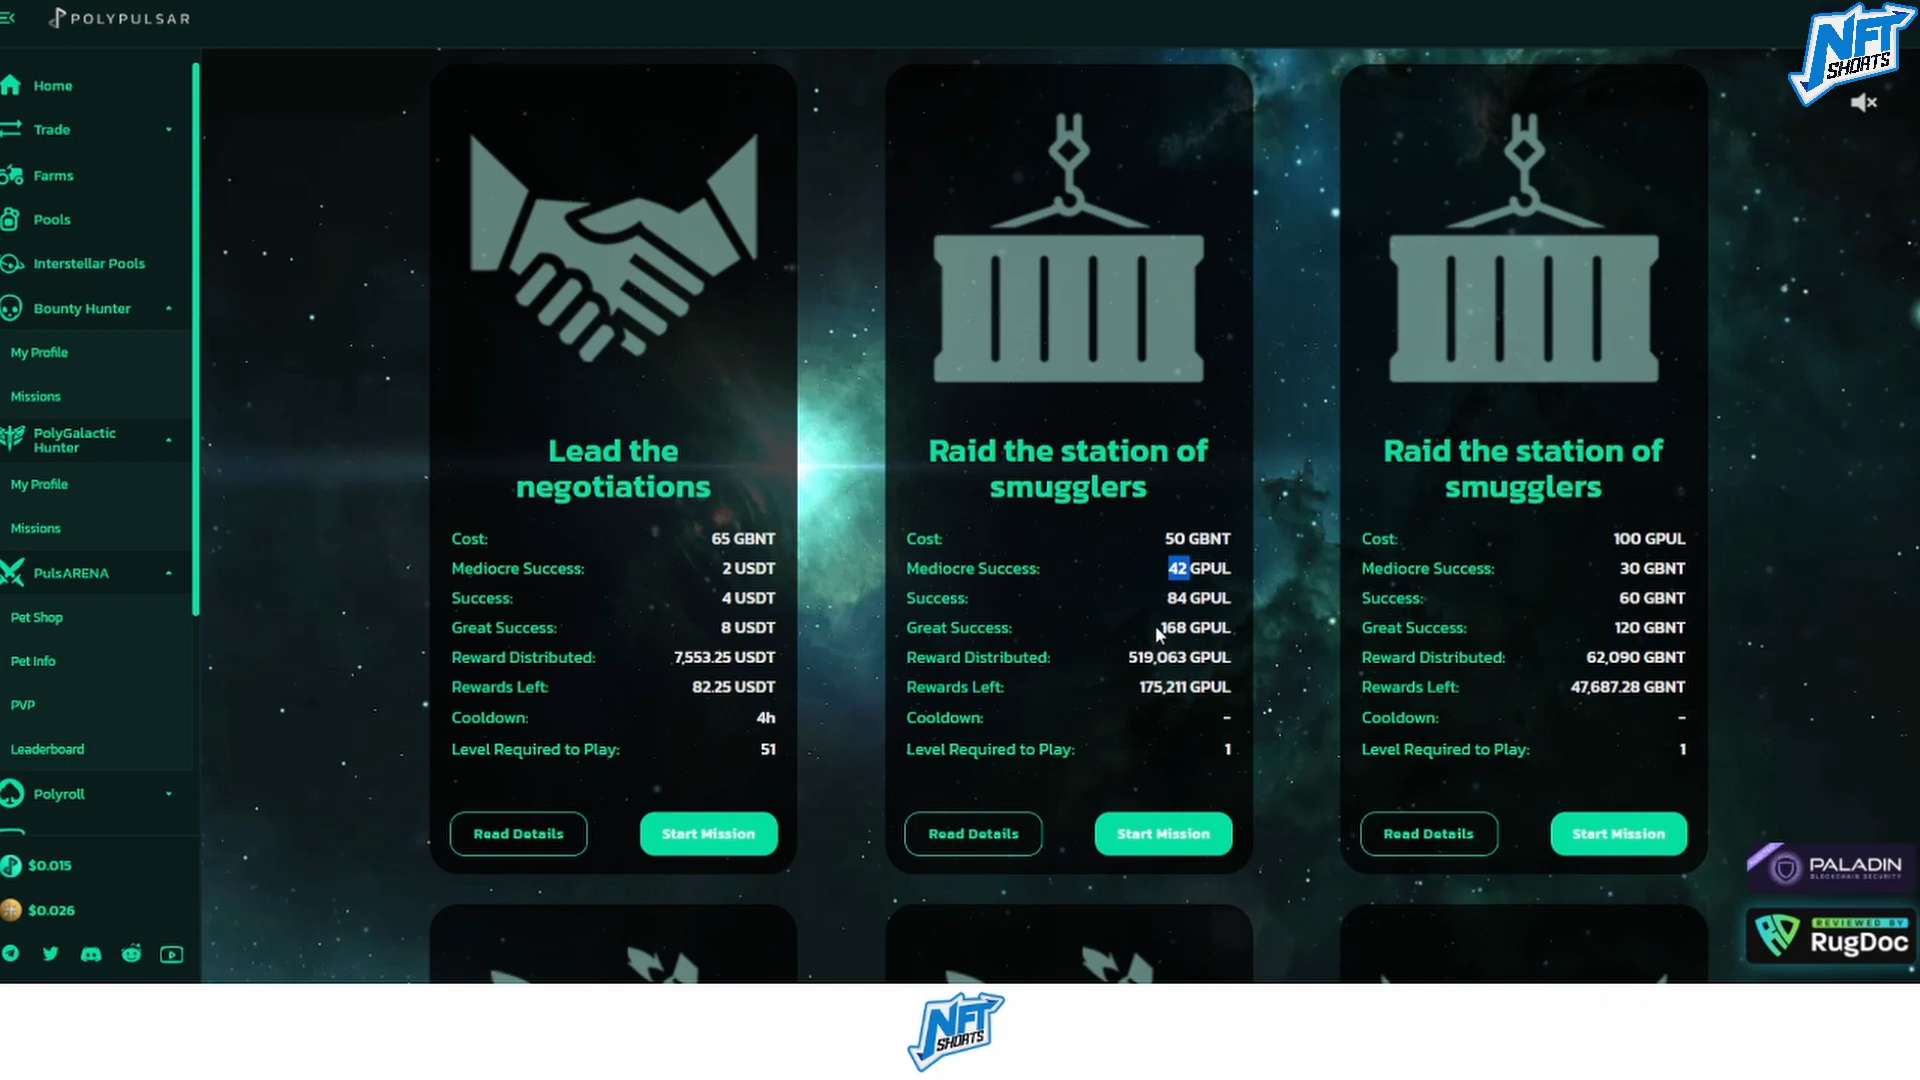 POLYPULSAR
NFT
SHORTS
Home
Trade
Farms
Pools
Interstellar Pools
Bounty Hunter
My Profile
Missions
PolyGalactic
Hunter
My Profile
Missions
PulsARENA
Pet Shop
Pet Info
PVP
Leaderboard
Polyroll
$0.015
$0.026
Lead the
negotiations
Cost: 65 GBNT
Mediocre Success: 2 USDT
Success: 4 USDT
Great Success: 8 USDT
Reward Distributed: 7,553.25 USDT
Rewards Left: 82.25 USDT
Cooldown: 4h
Level Required to Play: 51
Read Details Start Mission
Raid the station of
smugglers
Cost: 50 GBNT
Mediocre Success: 42 GPUL
Success: 84 GPUL
Great Success: 168 GPUL
Reward Distributed: 519,063 GPUL
Rewards Left: 175,211 GPUL
Cooldown: -
Level Required to Play: 1
Read Details Start Mission
Raid the station of
smugglers
Cost: 100 GPUL
Mediocre Success: 30 GBNT
Success: 60 GBNT
Great Success: 120 GBNT
Reward Distributed: 62,090 GBNT
Rewards Left: 47,687.28 GBNT
Cooldown: -
Level Required to Play: 1
Read Details Start Mission
PALADIN
BLOCKCHAIN SECURITY
REVIEWED BY
RugDoc
NFT
SHORTS